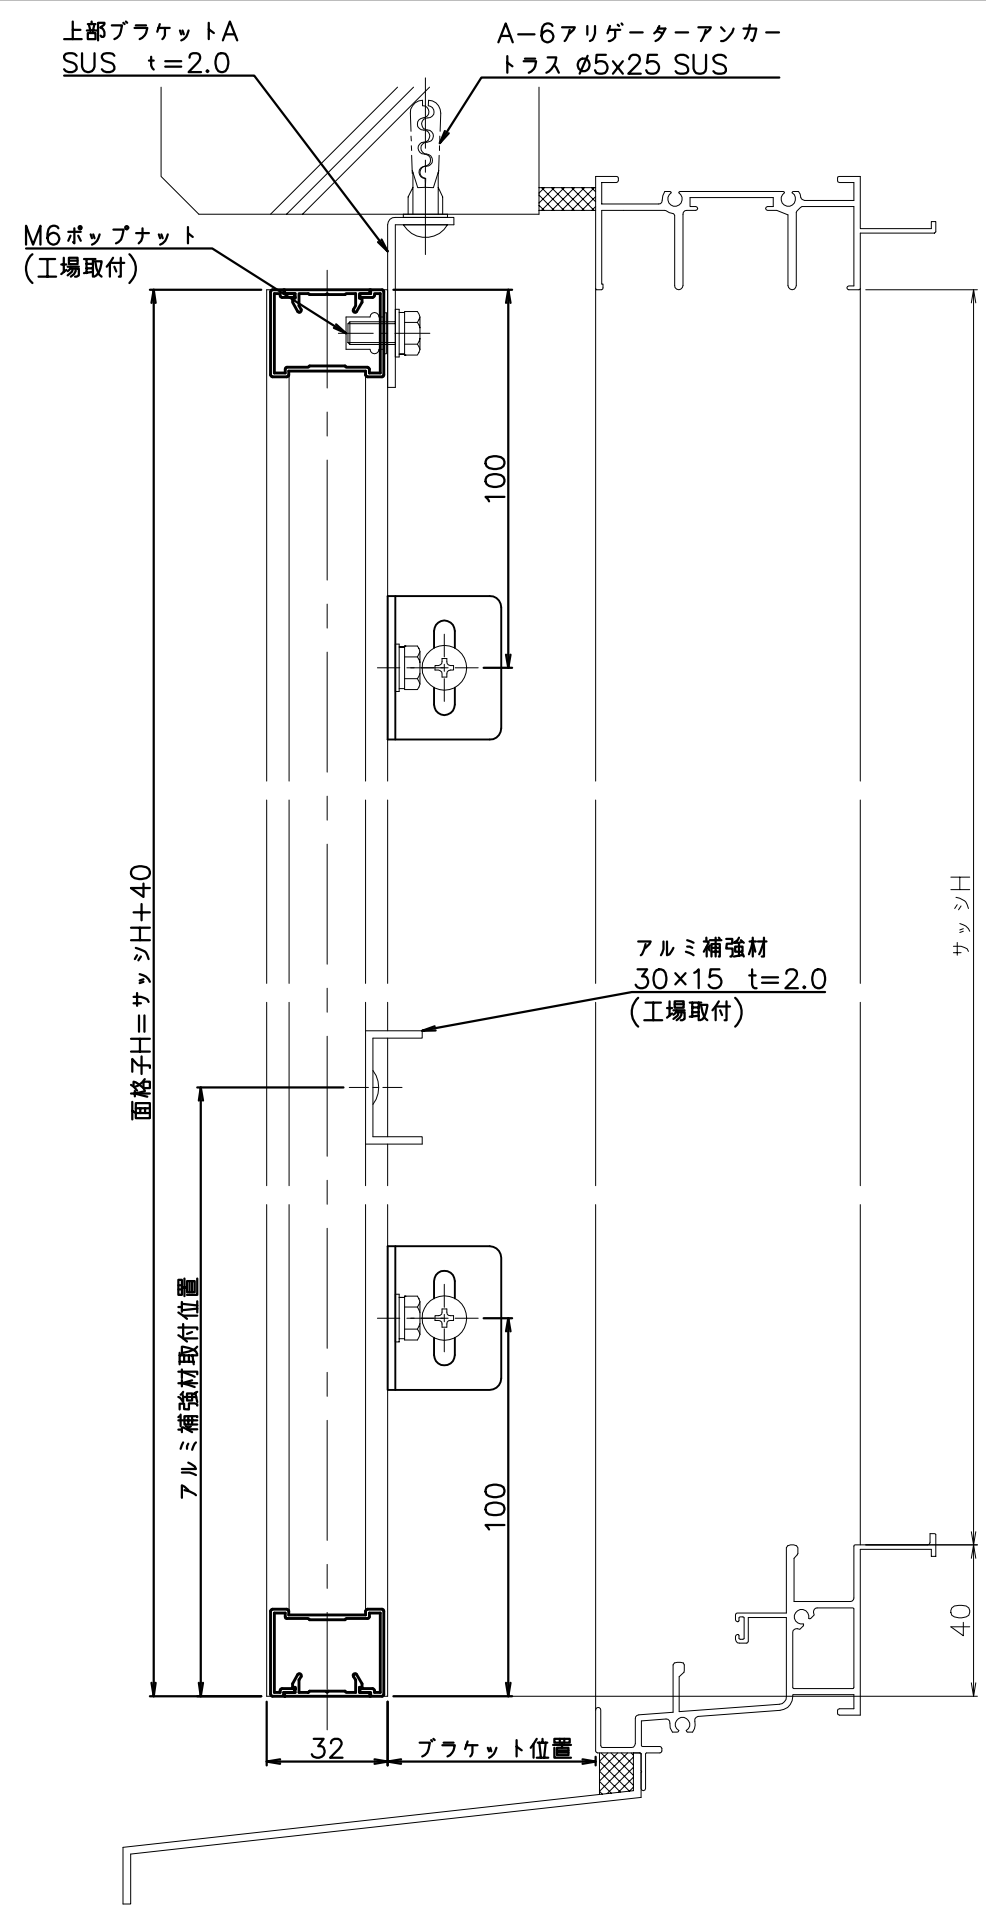 上部ブラケットA
SUS t=2.0
A-6アリゲーターアンカー
トラス Ø5x25 SUS
M6ポップナット
(工場取付)
100
面格子H=サッシH+40
サッシH
アルミ補強材
30×15 t=2.0
(工場取付)
アルミ補強材取付位置
100
40
32
ブラケット位置